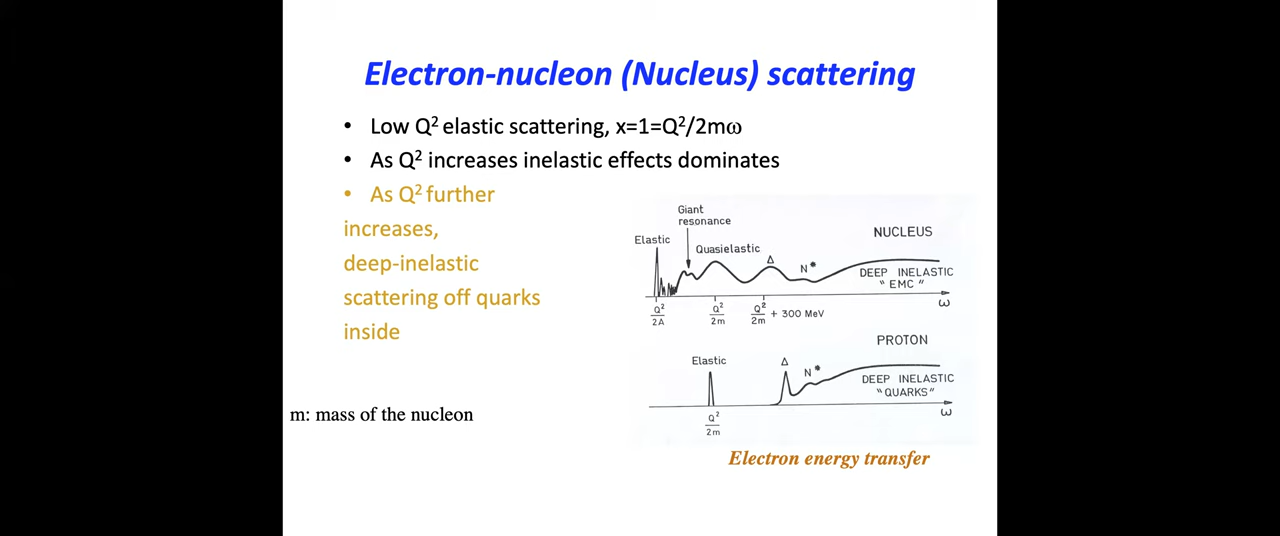 Electron-nucleon (Nucleus) scattering
• Low Q² elastic scattering, x=1=Q²/2mω
• As Q² increases inelastic effects dominates
• As Q² further
increases,
deep-inelastic
scattering off quarks
inside
m: mass of the nucleon
Giant
resonance
Elastic
Quasielastic
Δ
N*
NUCLEUS
DEEP INELASTIC
"EMC"
ω
Q²/2A
Q²/2m
Q²/2m + 300 MeV
PROTON
Elastic
Δ
N*
DEEP INELASTIC
"QUARKS"
ω
Q²/2m
Electron energy transfer